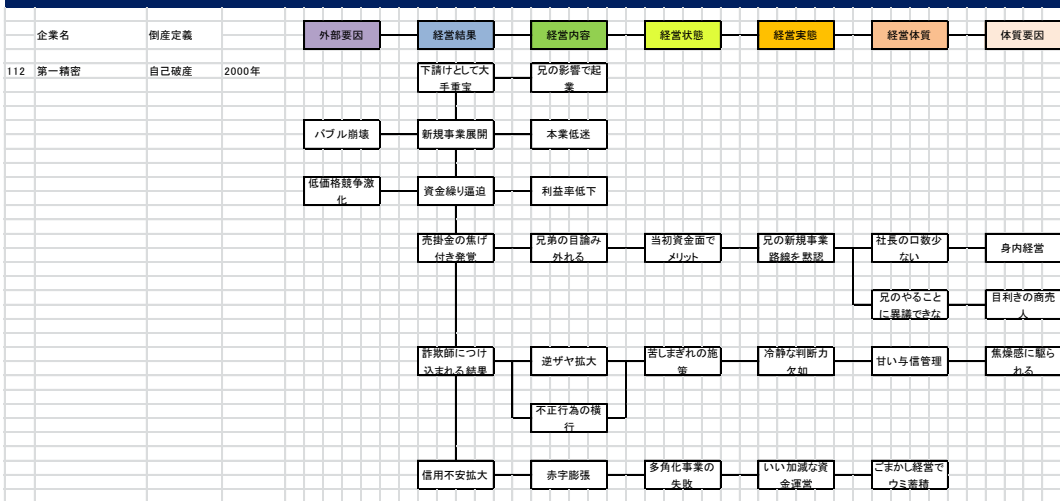 企業名 倒産定義 外部要因 経営結果 経営内容 経営状態 経営実態 経営体質 体質要因
112 第一精密 自己破産 2000年
下請けとして大
手重宝
兄の影響で起
業
バブル崩壊 新規事業展開 本業低迷
低価格競争激
化
資金繰り逼迫 利益率低下
売掛金の焦げ
付き発覚
兄弟の目論み
外れる
当初資金面で
メリット
兄の新規事業
路線を黙認
社長の口数少
ない
身内経営
兄のやること
に異議できな
目利きの商売
人
詐欺師につけ
込まれる結果
逆ザヤ拡大
苦しまぎれの施
策
冷静な判断力
欠如
甘い与信管理
焦燥感に駆ら
れる
不正行為の横
行
信用不安拡大 赤字膨張
多角化事業の
失敗
いい加減な資
金運営
ごまかし経営で
ウミ蓄積